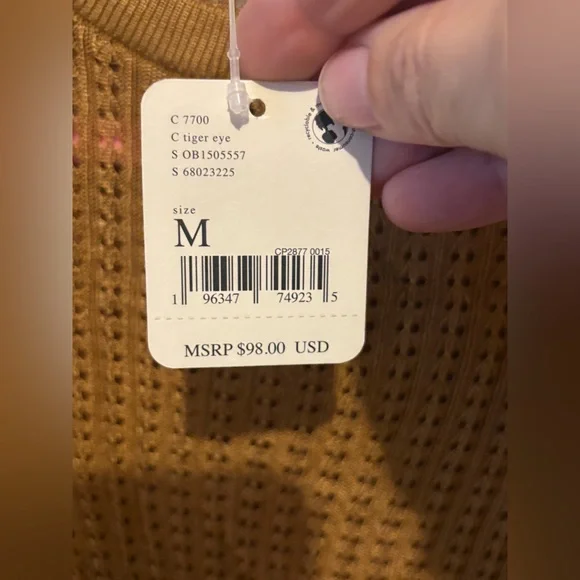 C 7700
C tiger eye
S OB1505557
S 68023225
size
M
CP2877 0015
1 96347 74923 5
MSRP $98.00 USD